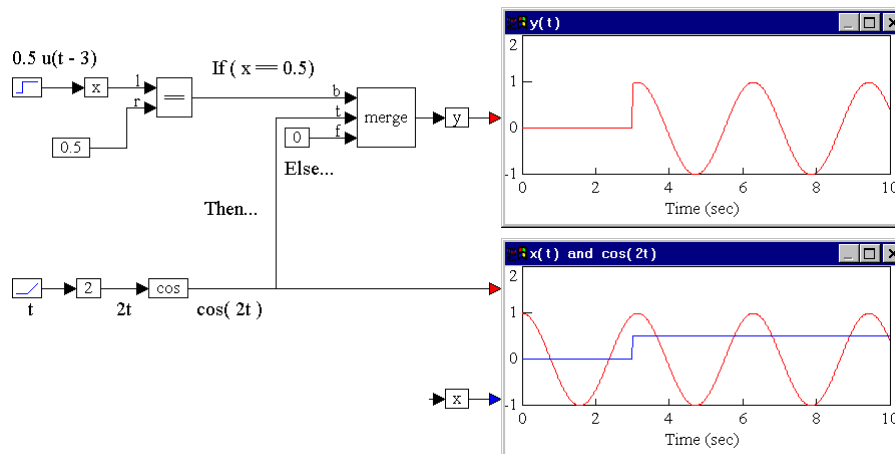 0.5 u(t - 3)
x
l
r
==
0.5
If ( x == 0.5)
b
t
f
0
merge
y
Else...
Then...
t
2
2t
cos
cos( 2t )
x
y(t)
2
1
0
-1
0 2 4 6 8 10
Time (sec)
x(t) and cos(2t)
2
1
0
-1
0 2 4 6 8 10
Time (sec)